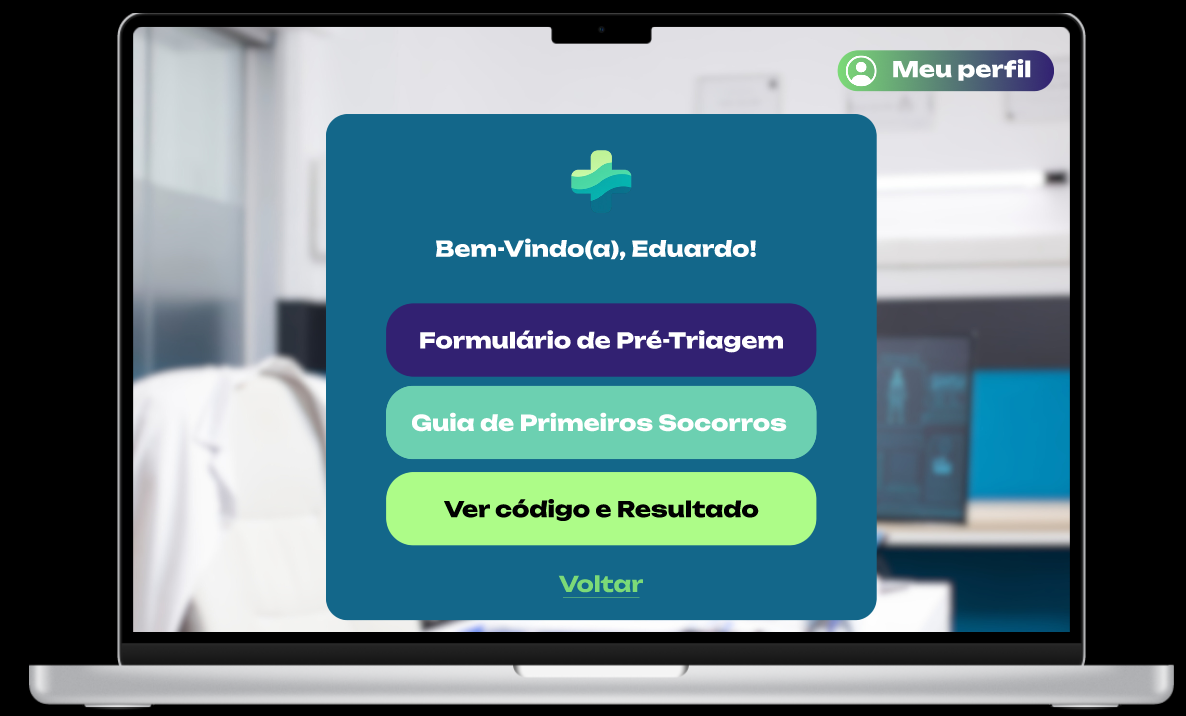 Meu perfil
Bem-Vindo(a), Eduardo!
Formulário de Pré-Triagem
Guia de Primeiros Socorros
Ver código e Resultado
Voltar